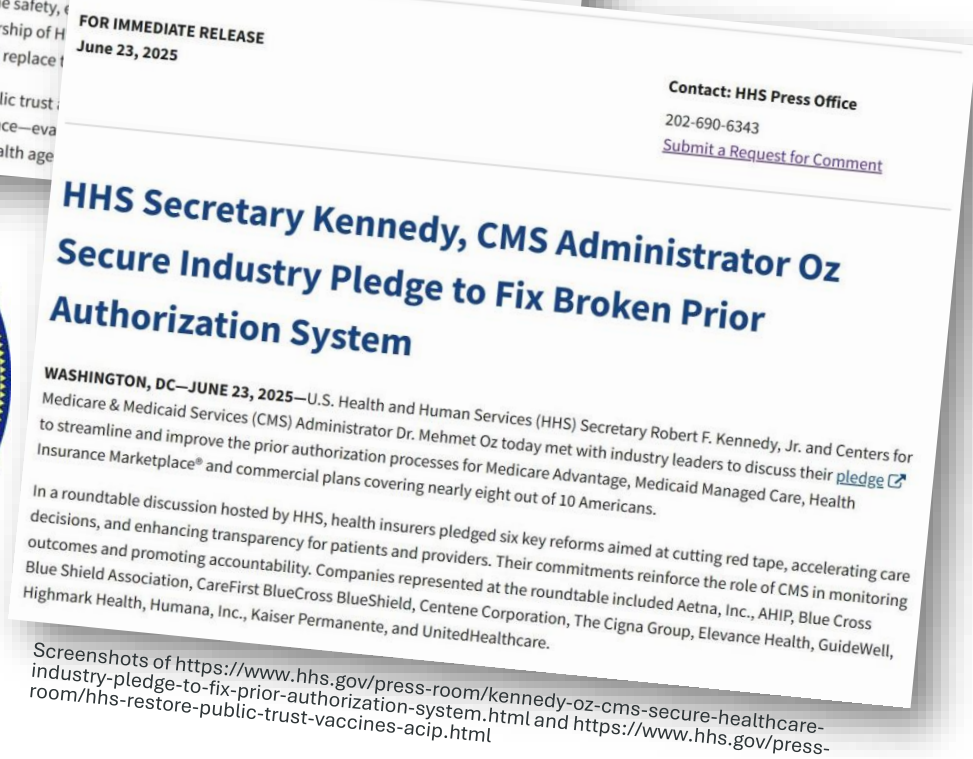 e safety, e
rship of H
replace t
lic trust
ce—eva
alth age
FOR IMMEDIATE RELEASE
June 23, 2025
Contact: HHS Press Office
202-690-6343
Submit a Request for Comment
HHS Secretary Kennedy, CMS Administrator Oz
Secure Industry Pledge to Fix Broken Prior
Authorization System
WASHINGTON, DC—JUNE 23, 2025—U.S. Health and Human Services (HHS) Secretary Robert F. Kennedy, Jr. and Centers for
Medicare & Medicaid Services (CMS) Administrator Dr. Mehmet Oz today met with industry leaders to discuss their pledge
to streamline and improve the prior authorization processes for Medicare Advantage, Medicaid Managed Care, Health
Insurance Marketplace® and commercial plans covering nearly eight out of 10 Americans.
In a roundtable discussion hosted by HHS, health insurers pledged six key reforms aimed at cutting red tape, accelerating care
decisions, and enhancing transparency for patients and providers. Their commitments reinforce the role of CMS in monitoring
outcomes and promoting accountability. Companies represented at the roundtable included Aetna, Inc., AHIP, Blue Cross
Blue Shield Association, CareFirst BlueCross BlueShield, Centene Corporation, The Cigna Group, Elevance Health, GuideWell,
Highmark Health, Humana, Inc., Kaiser Permanente, and UnitedHealthcare.
Screenshots of https://www.hhs.gov/press-room/kennedy-oz-cms-secure-healthcare-
industry-pledge-to-fix-prior-authorization-system.html and https://www.hhs.gov/press-
room/hhs-restore-public-trust-vaccines-acip.html